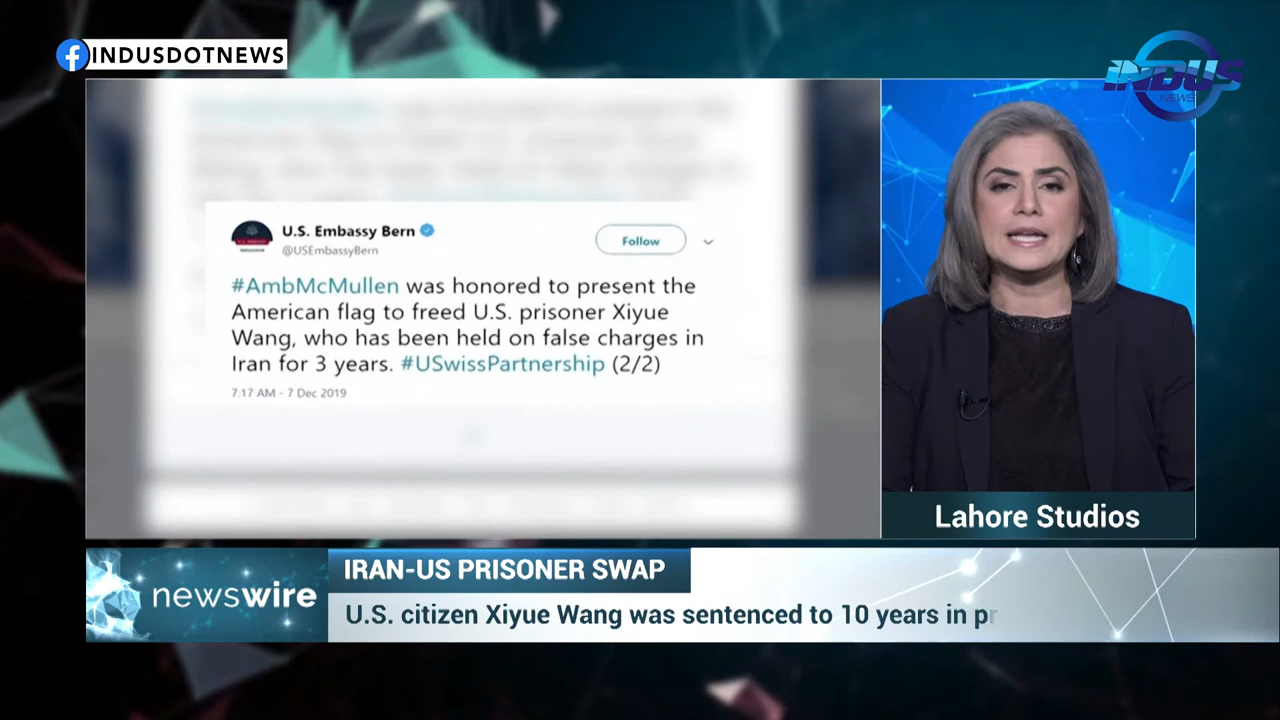 INDUSDOTNEWS
INDUS
NEWS
U.S. Embassy Bern
@USEmbassyBern
Follow
#AmbMcMullen was honored to present the
American flag to freed U.S. prisoner Xiyue
Wang, who has been held on false charges in
Iran for 3 years. #USwissPartnership (2/2)
7:17 AM - 7 Dec 2019
Lahore Studios
newswire
IRAN-US PRISONER SWAP
U.S. citizen Xiyue Wang was sentenced to 10 years in